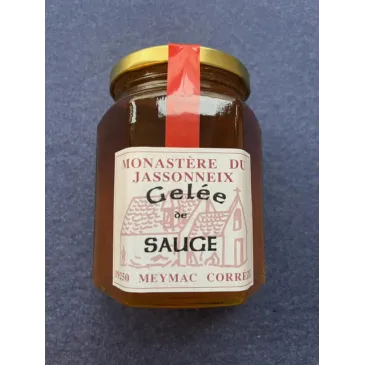 MONASTÈRE DU
JASSONNEIX
Gelée
de
SAUGE
MEYMAC